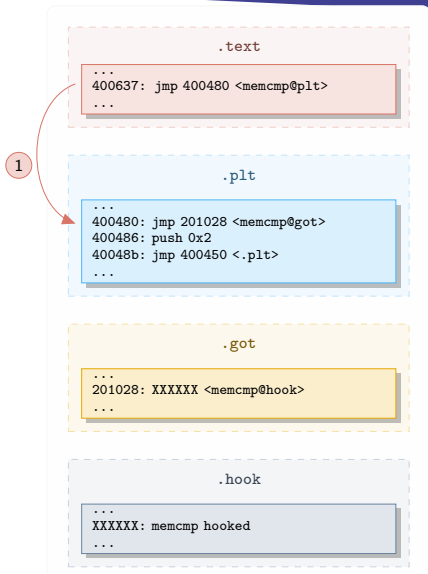 .text
...
400637: jmp 400480 <memcmp@plt>
...
1
.plt
...
400480: jmp 201028 <memcmp@got>
400486: push 0x2
40048b: jmp 400450 <.plt>
...
.got
...
201028: XXXXXX <memcmp@hook>
...
.hook
...
XXXXXX: memcmp hooked
...